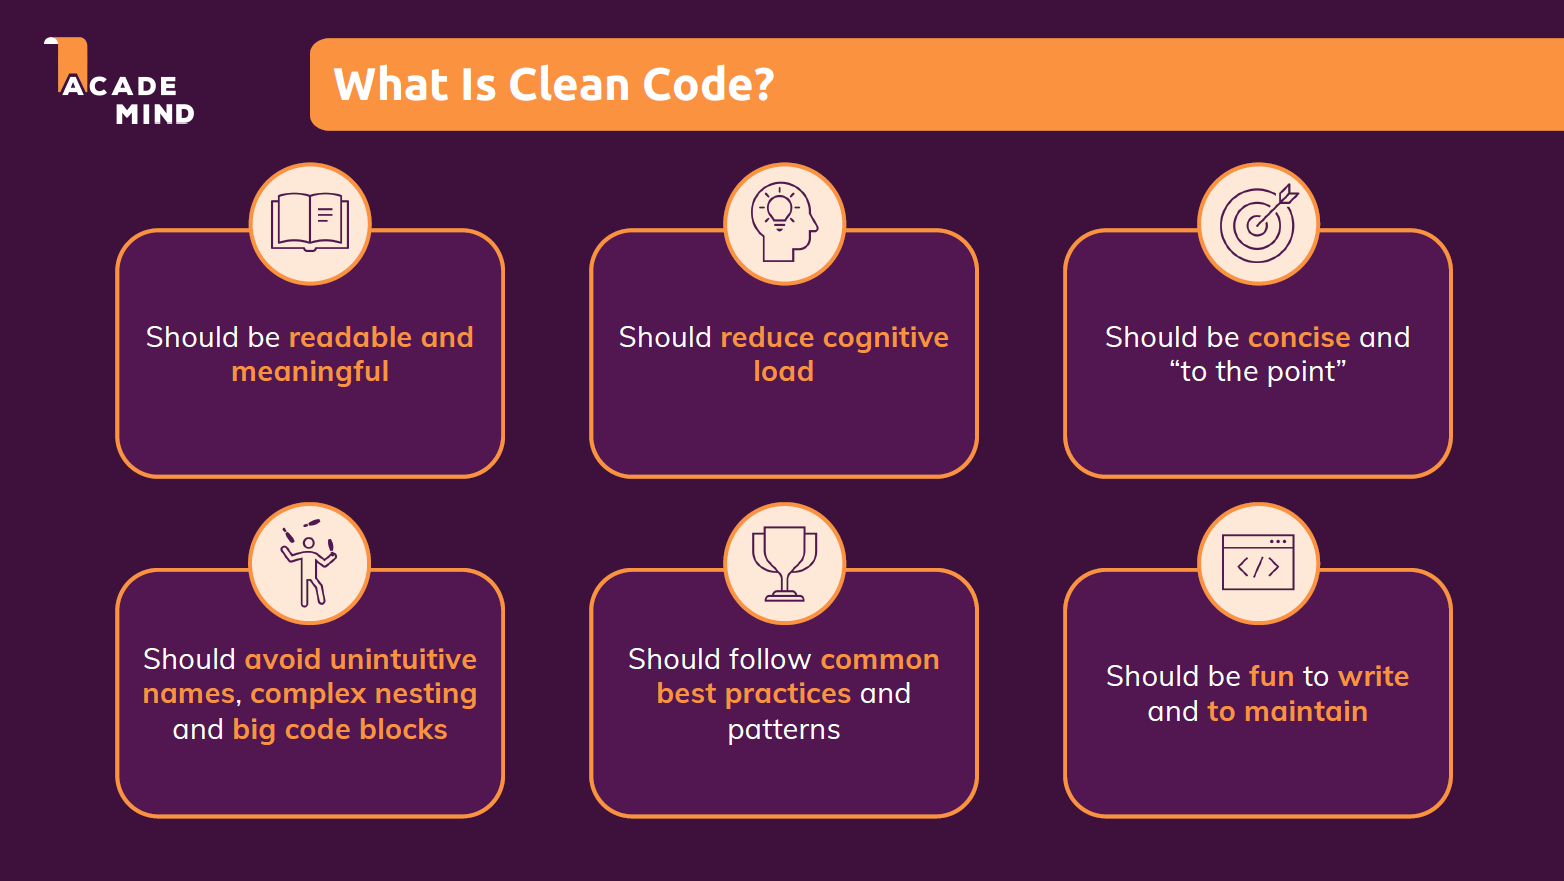 ACADE
MIND
What Is Clean Code?
Should be readable and
meaningful
Should reduce cognitive
load
Should be concise and
“to the point”
Should avoid unintuitive
names, complex nesting
and big code blocks
Should follow common
best practices and
patterns
Should be fun to write
and to maintain